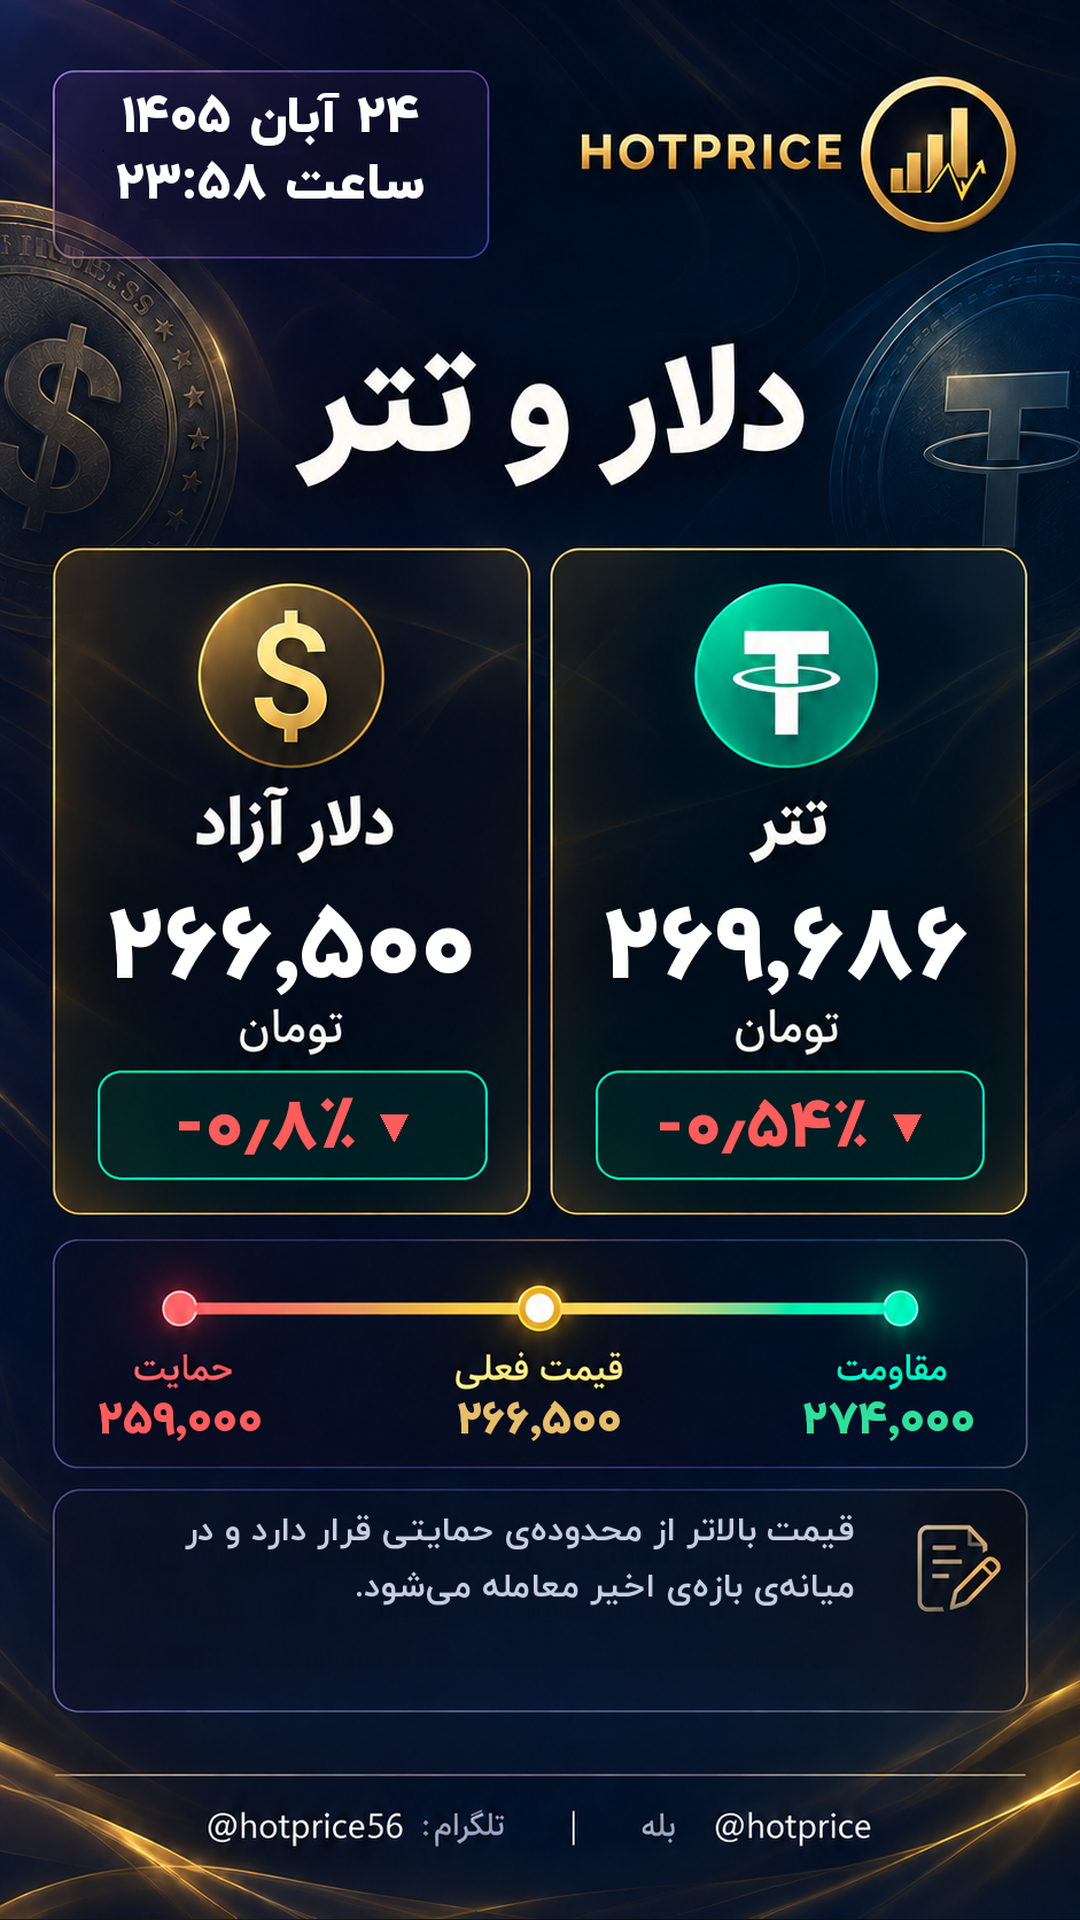 HOTPRICE
۲۴ آبان ۱۴۰۵
ساعت ۲۳:۵۸
دلار و تتر
تتر
۲۶۹,۶۸۶
تومان
-۰٫۵۴٪ ▼
دلار آزاد
۲۶۶,۵۰۰
تومان
-۰٫۸٪ ▼
مقاومت
۲۷۴,۰۰۰
قیمت فعلی
۲۶۶,۵۰۰
حمایت
۲۵۹,۰۰۰
قیمت بالاتر از محدوده‌ی حمایتی قرار دارد و در
میانه‌ی بازه‌ی اخیر معامله می‌شود.
@hotprice بله | تلگرام: @hotprice56